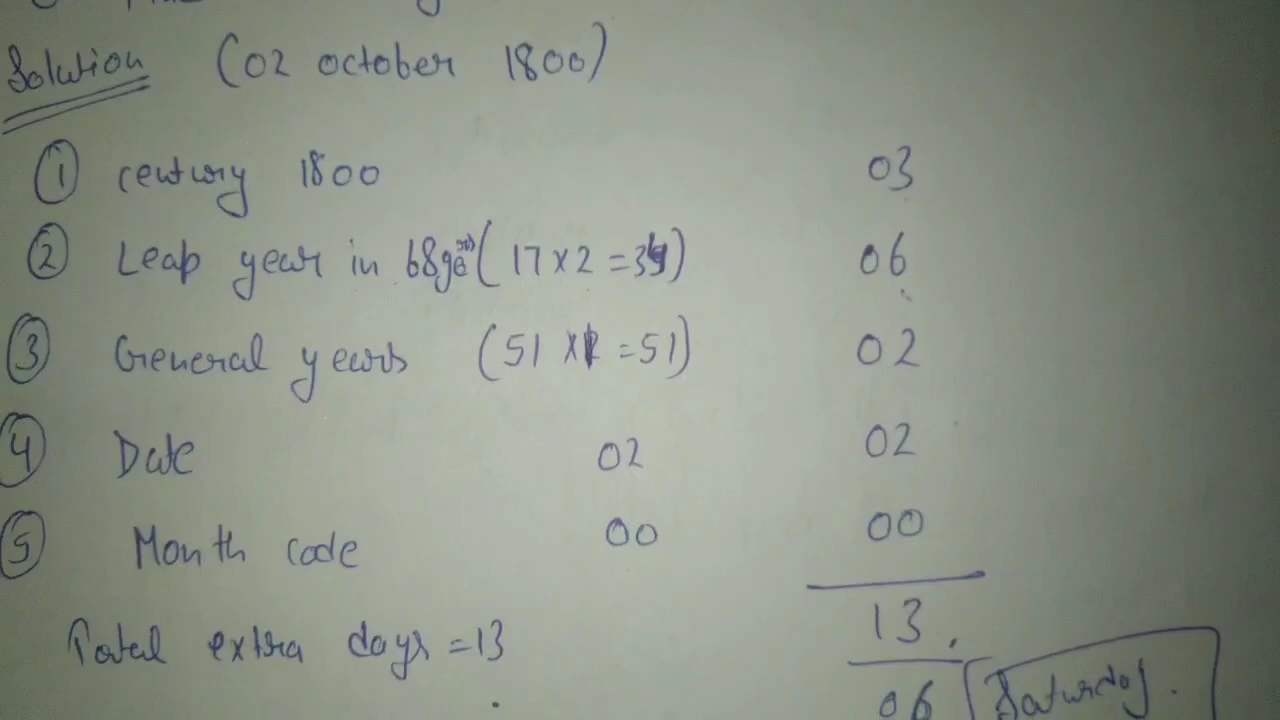 Solution (02 october 1800)
① century 1800 03
② Leap year in 68 (17 x 2 = 34) 06
③ General years (51 x 1 = 51) 02
④ Date 02 02
⑤ Month code 00 00
Total extra days = 13 13.
06 Saturday.